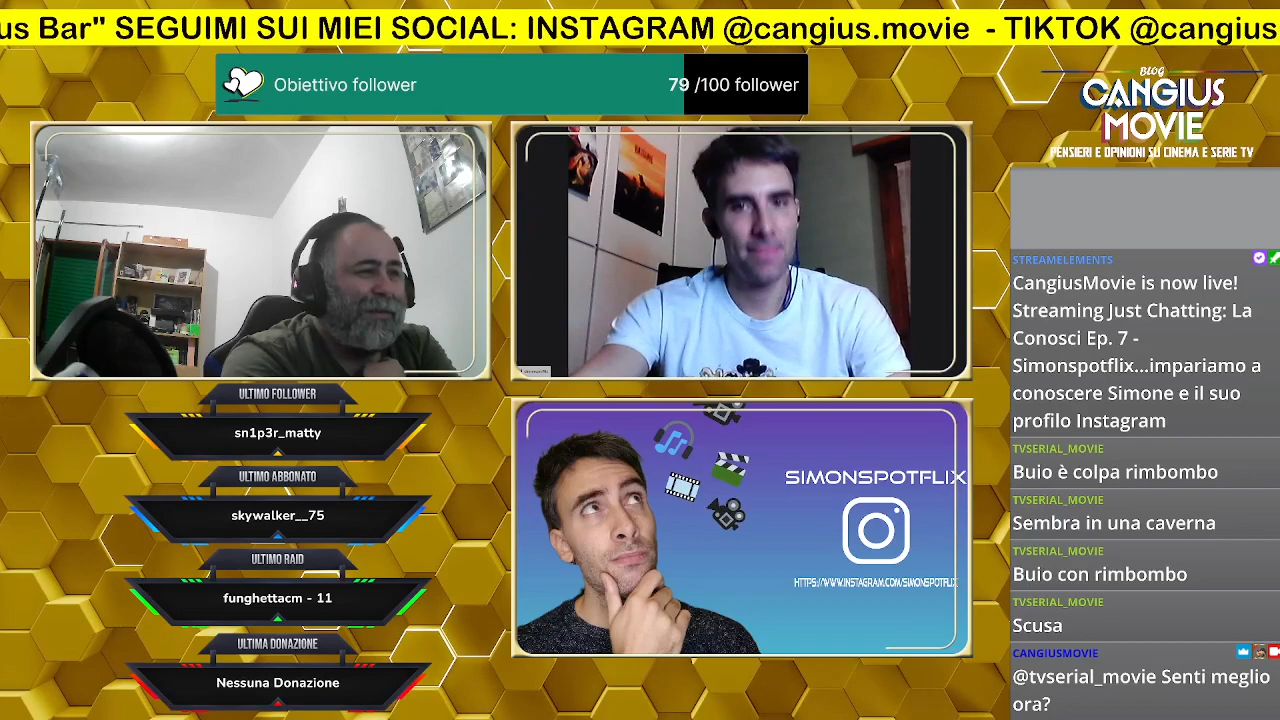 us Bar" SEGUIMI SUI MIEI SOCIAL: INSTAGRAM @cangius.movie - TIKTOK @cangius
Obiettivo follower 79 /100 follower
BLOG
CANGIUS
MOVIE
PENSIERI E OPINIONI SU CINEMA E SERIE TV
ULTIMO FOLLOWER
sn1p3r_matty
ULTIMO ABBONATO
skywalker__75
ULTIMO RAID
funghettacm - 11
ULTIMA DONAZIONE
Nessuna Donazione
SIMONSPOTFLIX
HTTPS://WWW.INSTAGRAM.COM/SIMONSPOTFLIX
STREAMELEMENTS
CangiusMovie is now live!
Streaming Just Chatting: La
Conosci Ep. 7 -
Simonspotflix...impariamo a
conoscere Simone e il suo
profilo Instagram
TVSERIAL_MOVIE
Buio è colpa rimbombo
TVSERIAL_MOVIE
Sembra in una caverna
TVSERIAL_MOVIE
Buio con rimbombo
TVSERIAL_MOVIE
Scusa
CANGIUSMOVIE
@tvserial_movie Senti meglio
ora?